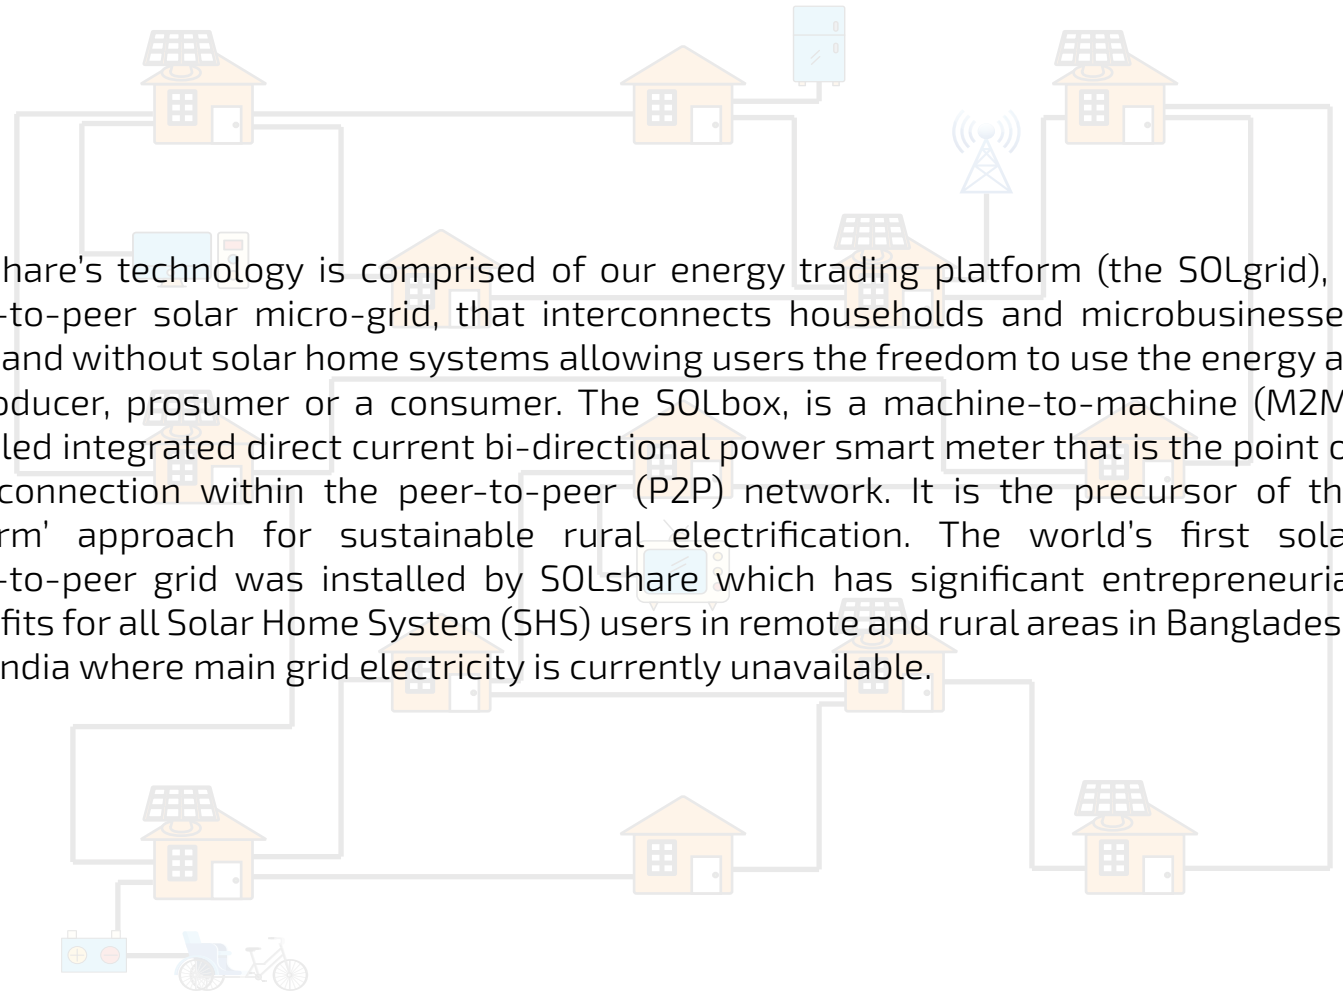 hare’s technology is comprised of our energy trading platform (the SOLgrid),
-to-peer solar micro-grid, that interconnects households and microbusinesse
and without solar home systems allowing users the freedom to use the energy a
oducer, prosumer or a consumer. The SOLbox, is a machine-to-machine (M2M
led integrated direct current bi-directional power smart meter that is the point o
connection within the peer-to-peer (P2P) network. It is the precursor of th
rm’ approach for sustainable rural electrification. The world’s first sola
-to-peer grid was installed by SOLshare which has significant entrepreneuria
fits for all Solar Home System (SHS) users in remote and rural areas in Banglades
ndia where main grid electricity is currently unavailable.